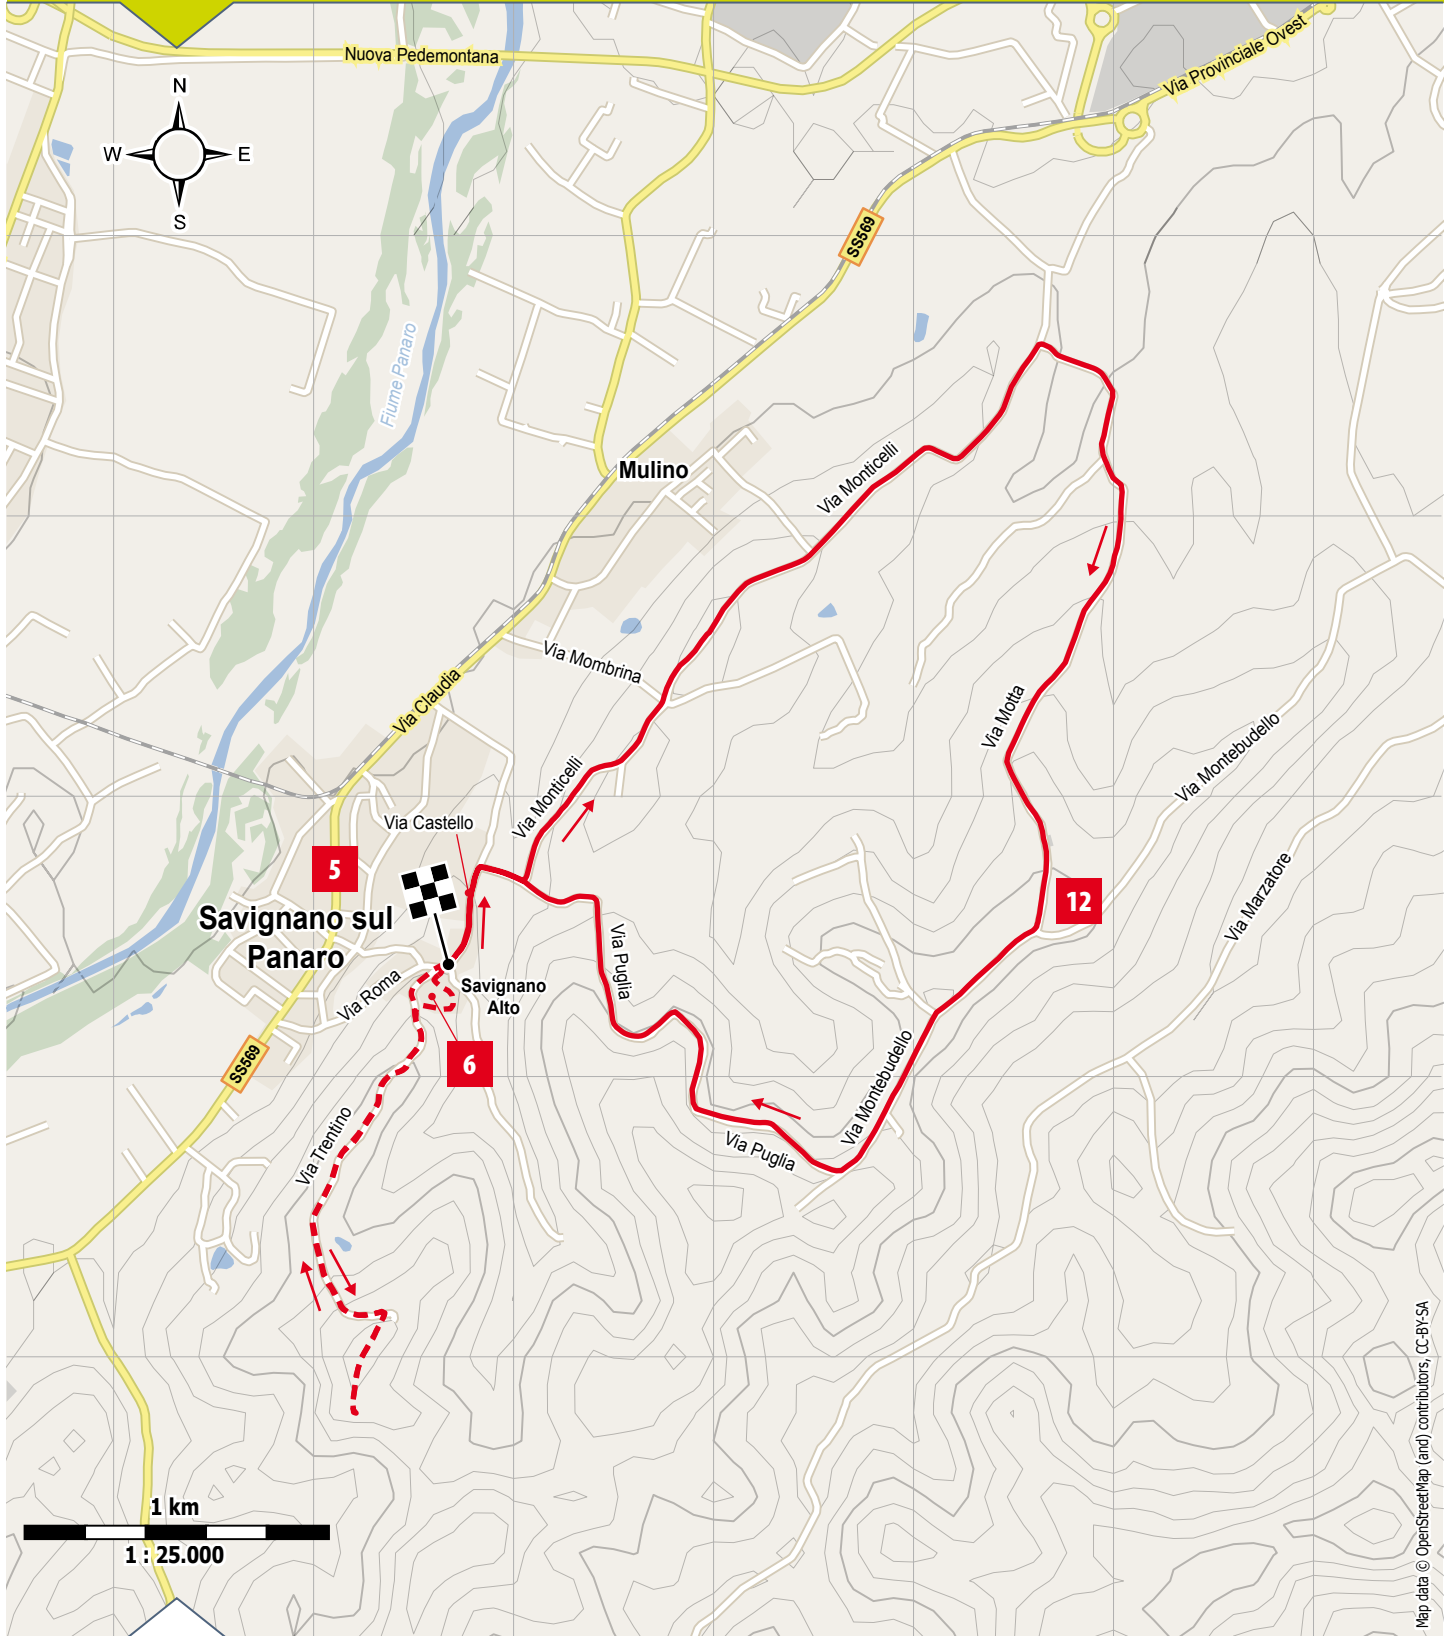 Nuova Pedemontana
Via Provinciale Ovest
N
W
E
S
SS569
Fiume Panaro
Mulino
Via Monticelli
Via Mombrina
Via Claudia
Via Motta
Via Montebudello
Via Monticelli
Via Castello
5
12
Via Marzatore
Savignano sul
Panaro
Via Puglia
Via Roma
Savignano
Alto
6
SS569
Via Montebudello
Via Trentino
Via Puglia
1 km
1 : 25.000
Map data © OpenStreetMap (and) contributors, CC-BY-SA